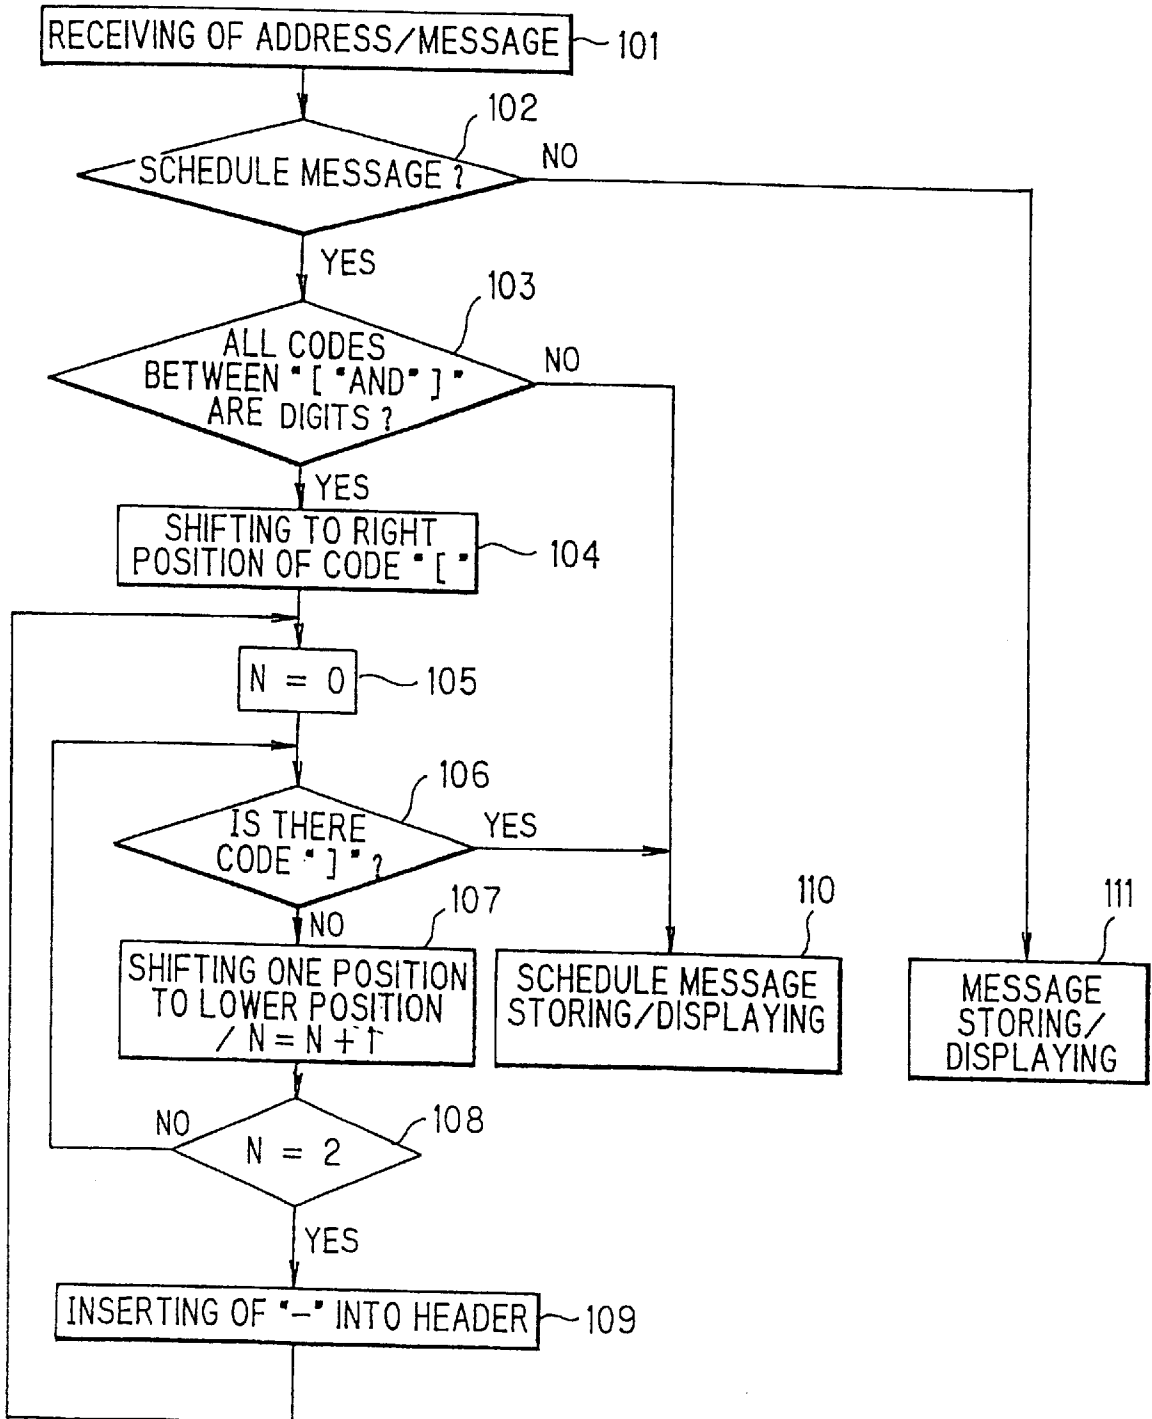 RECEIVING OF ADDRESS/MESSAGE
101
102
SCHEDULE MESSAGE ?
NO
YES
103
ALL CODES
BETWEEN "["AND"]"
ARE DIGITS ?
NO
YES
SHIFTING TO RIGHT
POSITION OF CODE "["
104
N = 0
105
106
IS THERE
CODE "]" ?
YES
NO
107
SHIFTING ONE POSITION
TO LOWER POSITION
/ N = N + 1
110
SCHEDULE MESSAGE
STORING/DISPLAYING
111
MESSAGE
STORING/
DISPLAYING
NO
108
N = 2
YES
INSERTING OF "-" INTO HEADER
109